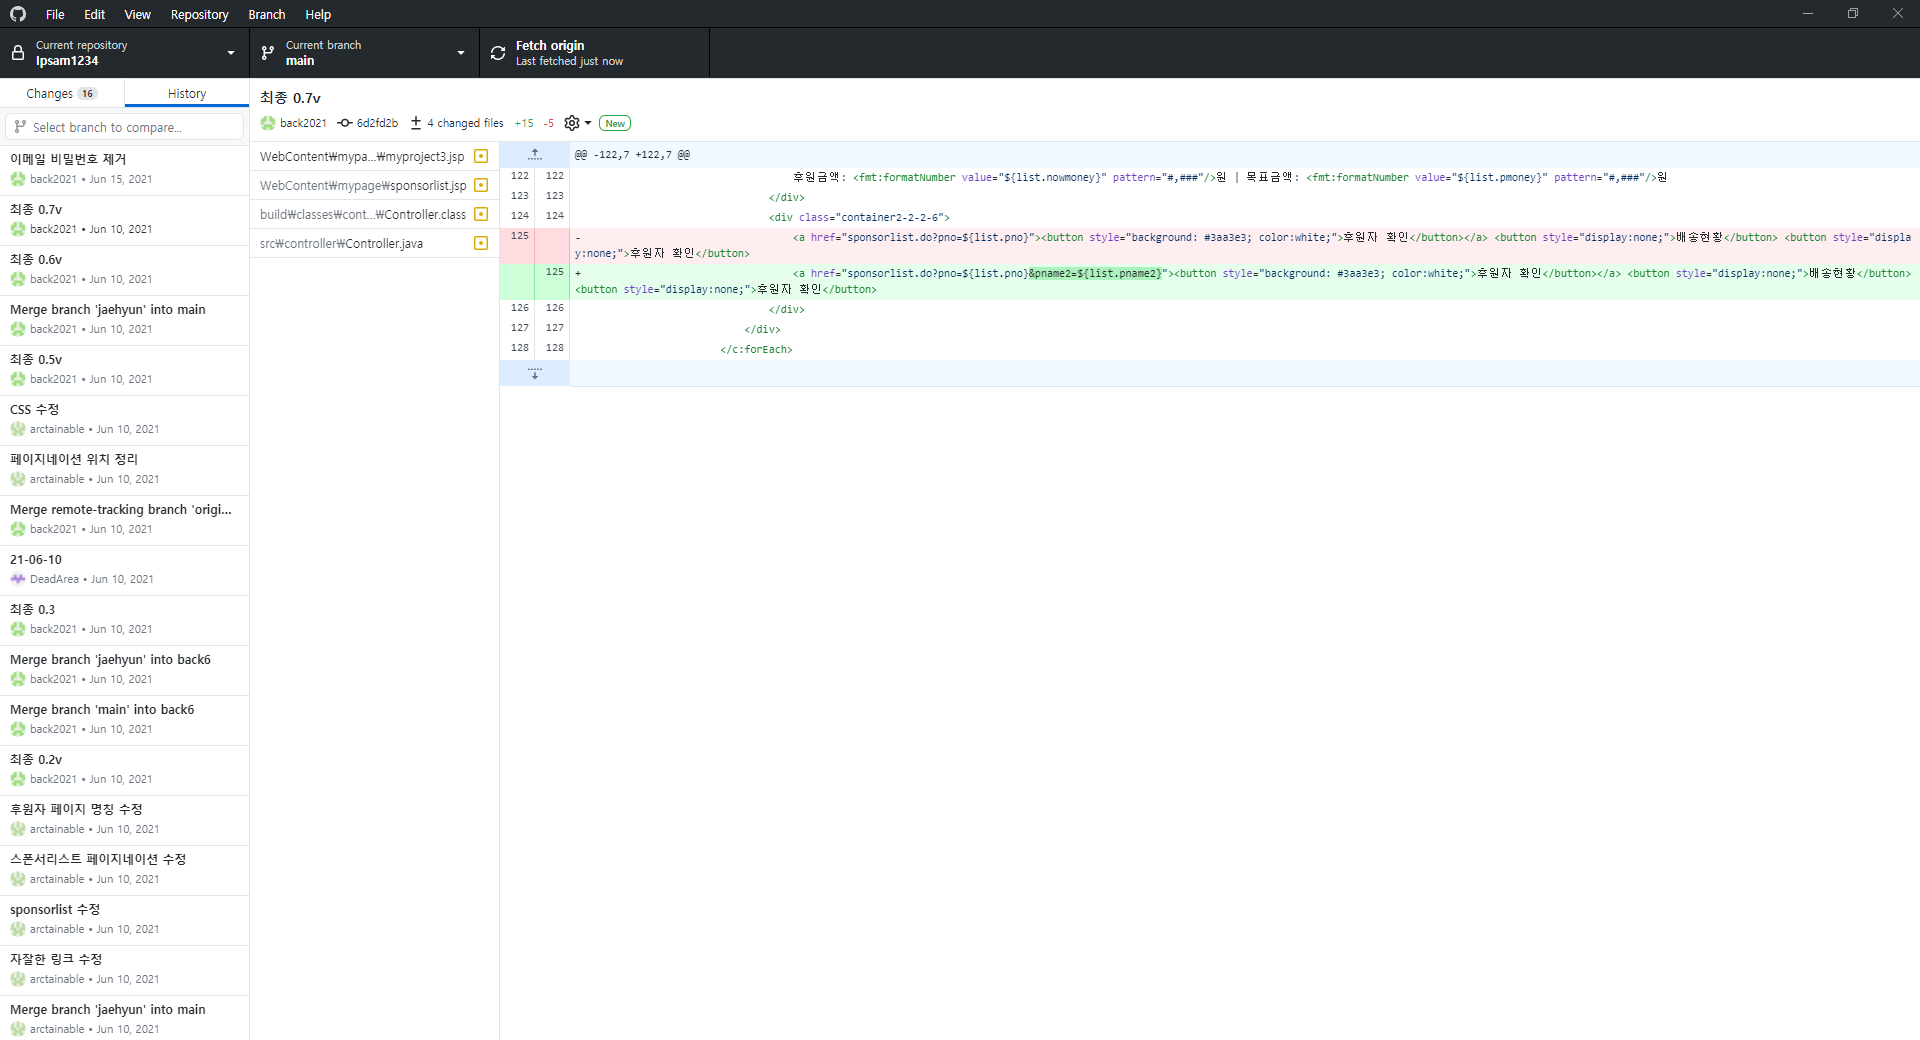 File Edit View Repository Branch Help
Current repository
Ipsam1234
Current branch
main
Fetch origin
Last fetched just now
Changes 16
History
Select branch to compare...
이메일 비밀번호 제거
back2021 • Jun 15, 2021
최종 0.7v
back2021 • Jun 10, 2021
최종 0.6v
back2021 • Jun 10, 2021
Merge branch 'jaehyun' into main
back2021 • Jun 10, 2021
최종 0.5v
back2021 • Jun 10, 2021
CSS 수정
arctainable • Jun 10, 2021
페이지네이션 위치 정리
arctainable • Jun 10, 2021
Merge remote-tracking branch 'origi...
back2021 • Jun 10, 2021
21-06-10
DeadArea • Jun 10, 2021
최종 0.3
back2021 • Jun 10, 2021
Merge branch 'jaehyun' into back6
back2021 • Jun 10, 2021
Merge branch 'main' into back6
back2021 • Jun 10, 2021
최종 0.2v
back2021 • Jun 10, 2021
후원자 페이지 명칭 수정
arctainable • Jun 10, 2021
스폰서리스트 페이지네이션 수정
arctainable • Jun 10, 2021
sponsorlist 수정
arctainable • Jun 10, 2021
자잘한 링크 수정
arctainable • Jun 10, 2021
Merge branch 'jaehyun' into main
arctainable • Jun 10, 2021
최종 0.7v
back2021 6d2fd2b 4 changed files +15 -5 New
WebContent₩mypa...₩myproject3.jsp
WebContent₩mypage₩sponsorlist.jsp
build₩classes₩cont...₩Controller.class
src₩controller₩Controller.java
@@ -122,7 +122,7 @@
122 122 후원금액: <fmt:formatNumber value="${list.nowmoney}" pattern="#,###"/>원 | 목표금액: <fmt:formatNumber value="${list.pmoney}" pattern="#,###"/>원
123 123 </div>
124 124 <div class="container2-2-2-6">
125 - <a href="sponsorlist.do?pno=${list.pno}"><button style="background: #3aa3e3; color:white;">후원자 확인</button></a> <button style="display:none;">배송현황</button> <button style="displa
y:none;">후원자 확인</button>
125 + <a href="sponsorlist.do?pno=${list.pno}&pname2=${list.pname2}"><button style="background: #3aa3e3; color:white;">후원자 확인</button></a> <button style="display:none;">배송현황</button>
<button style="display:none;">후원자 확인</button>
126 126 </div>
127 127 </div>
128 128 </c:forEach>